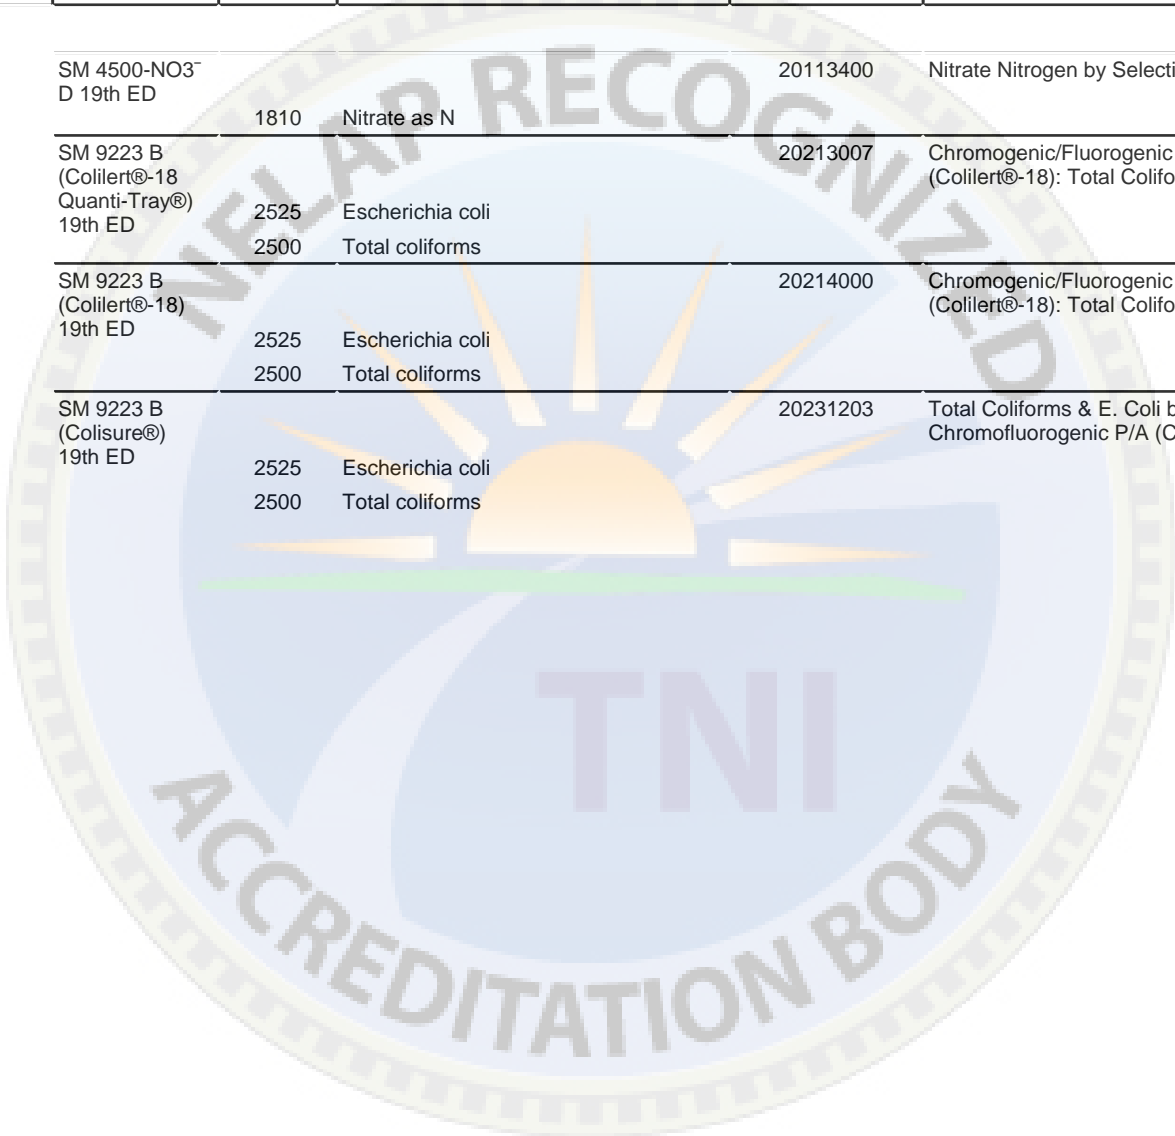 SM 4500-NO3⁻ 20113400 Nitrate Nitrogen by
D 19th ED
1810 Nitrate as N
SM 9223 B 20213007 Chromogenic/Fluorogenic
(Colilert®-18 (Colilert®-18): Total
Quanti-Tray®)
19th ED
2525 Escherichia coli
2500 Total coliforms
SM 9223 B 20214000 Chromogenic/Fluorogenic
(Colilert®-18) (Colilert®-18): Total
19th ED
2525 Escherichia coli
2500 Total coliforms
SM 9223 B 20231203 Total Coliforms & E. Coli
(Colisure®) Chromofluorogenic P/A
19th ED
2525 Escherichia coli
2500 Total coliforms
NELAP RECOGNIZED
TNI
ACCREDITATION BODY